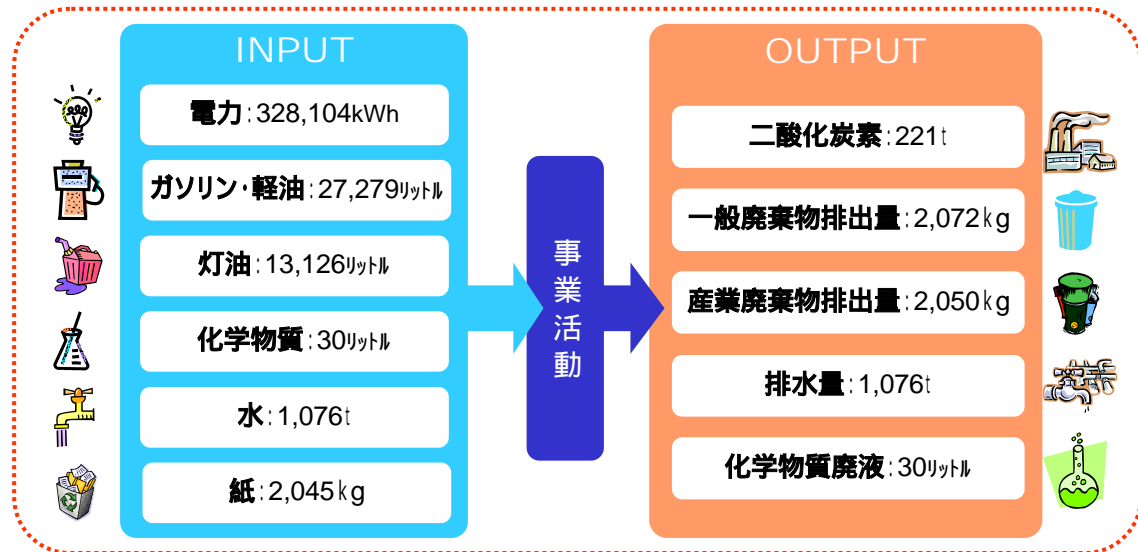 INPUT
電力:328,104kWh
ガソリン・軽油:27,279リットル
灯油:13,126リットル
化学物質:30リットル
水:1,076t
紙:2,045kg
事業活動
OUTPUT
二酸化炭素:221t
一般廃棄物排出量:2,072kg
産業廃棄物排出量:2,050kg
排水量:1,076t
化学物質廃液:30リットル